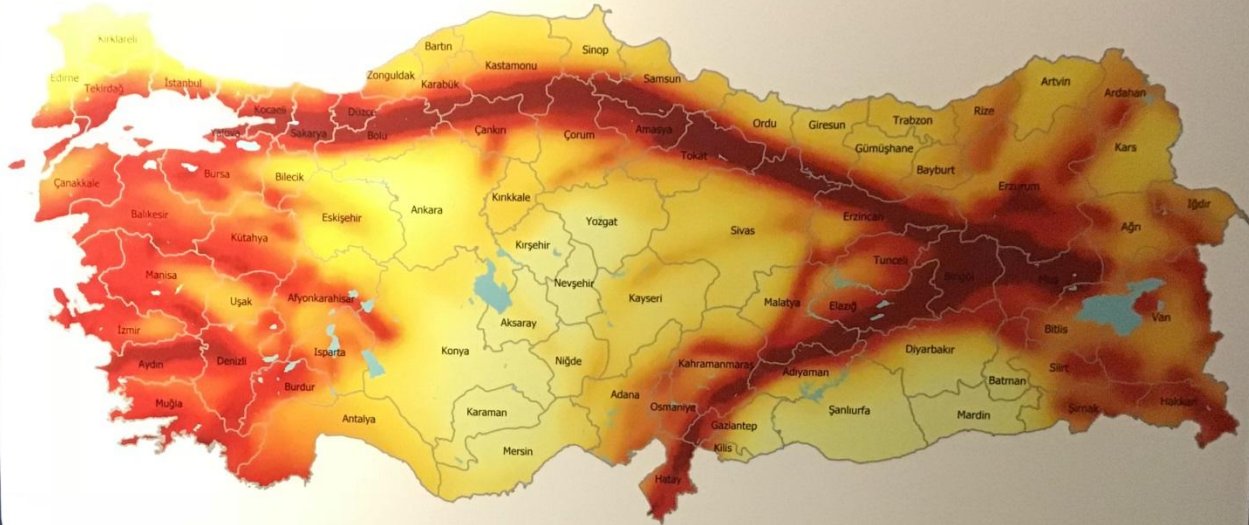 Kırklareli
Edirne
Tekirdağ
İstanbul
Kocaeli
Yalova
Sakarya
Düzce
Bolu
Zonguldak
Bartın
Karabük
Kastamonu
Sinop
Samsun
Çankırı
Çorum
Amasya
Tokat
Ordu
Giresun
Trabzon
Rize
Artvin
Ardahan
Gümüşhane
Bayburt
Kars
Erzurum
Iğdır
Ağrı
Çanakkale
Balıkesir
Bursa
Bilecik
Eskişehir
Kütahya
Ankara
Kırıkkale
Kırşehir
Yozgat
Sivas
Erzincan
Tunceli
Bingöl
Muş
Manisa
Uşak
Afyonkarahisar
İzmir
Aydın
Denizli
Isparta
Burdur
Muğla
Antalya
Konya
Aksaray
Nevşehir
Niğde
Kayseri
Malatya
Elazığ
Bitlis
Van
Kahramanmaraş
Adıyaman
Diyarbakır
Batman
Siirt
Şırnak
Hakkari
Karaman
Mersin
Adana
Osmaniye
Gaziantep
Kilis
Hatay
Şanlıurfa
Mardin